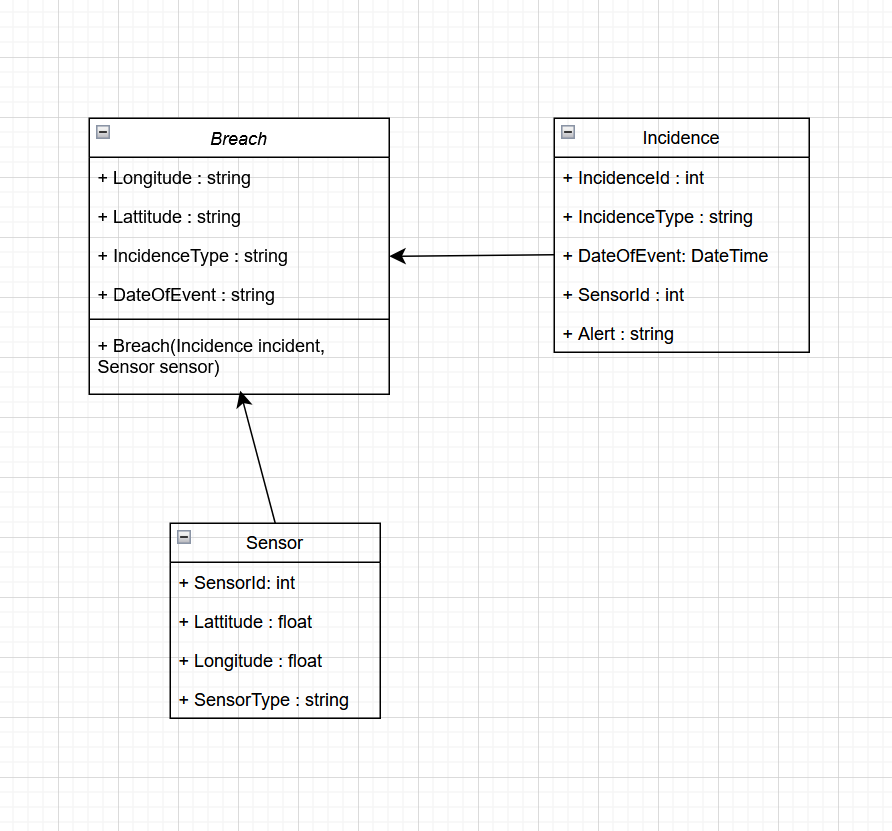 Breach
+ Longitude : string
+ Lattitude : string
+ IncidenceType : string
+ DateOfEvent : string
+ Breach(Incidence incident,
Sensor sensor)
Incidence
+ IncidenceId : int
+ IncidenceType : string
+ DateOfEvent: DateTime
+ SensorId : int
+ Alert : string
Sensor
+ SensorId: int
+ Lattitude : float
+ Longitude : float
+ SensorType : string